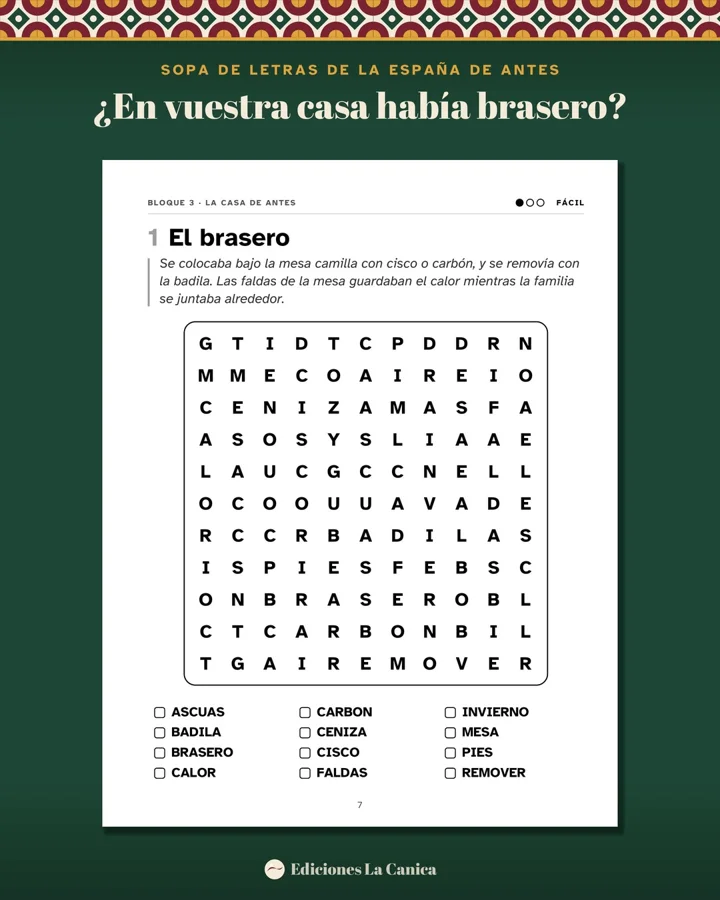 SOPA DE LETRAS DE LA ESPAÑA DE ANTES
¿En vuestra casa había brasero?
BLOQUE 3 - LA CASA DE ANTES
FÁCIL
1 El brasero
Se colocaba bajo la mesa camilla con cisco o carbón, y se removía con
la badila. Las faldas de la mesa guardaban el calor mientras la familia
se juntaba alrededor.
G T I D T C P D D R N
M M E C O A I R E I O
C E N I Z A M A S F A
A S O S Y S L I A A E
L A U C G C C N E L L
O C O O U U A V A D E
R C C R B A D I L A S
I S P I E S F E B S C
O N B R A S E R O B L
C T C A R B O N B I L
T G A I R E M O V E R
ASCUAS
BADILA
BRASERO
CALOR
CARBON
CENIZA
CISCO
FALDAS
INVIERNO
MESA
PIES
REMOVER
7
Ediciones La Canica